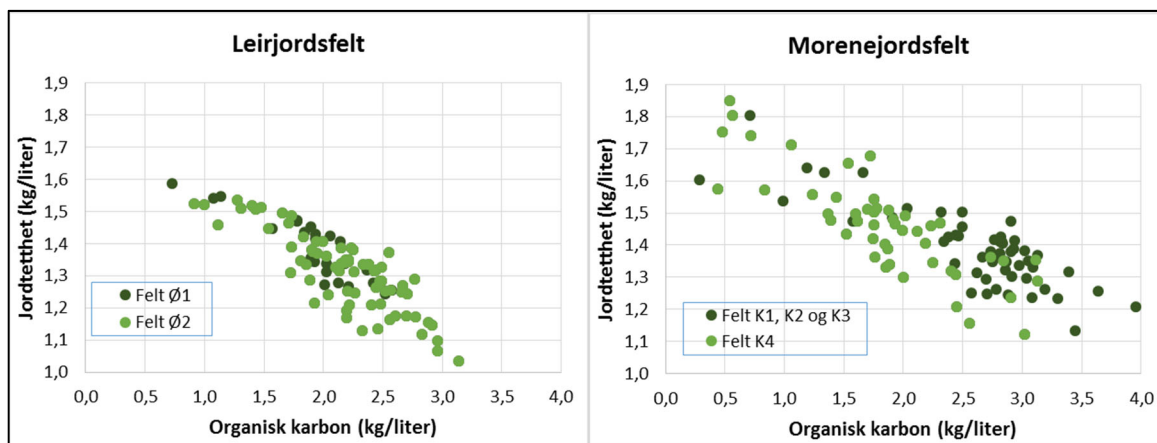 Leirjordsfelt
Jordtetthet (kg/liter)
1,9
1,8
1,7
1,6
1,5
1,4
1,3
1,2
1,1
1,0
Felt Ø1
Felt Ø2
0,0 0,5 1,0 1,5 2,0 2,5 3,0 3,5 4,0
Organisk karbon (kg/liter)
Morenejordsfelt
Jordtetthet (kg/liter)
1,9
1,8
1,7
1,6
1,5
1,4
1,3
1,2
1,1
1,0
Felt K1, K2 og K3
Felt K4
0,0 0,5 1,0 1,5 2,0 2,5 3,0 3,5 4,0
Organisk karbon (kg/liter)